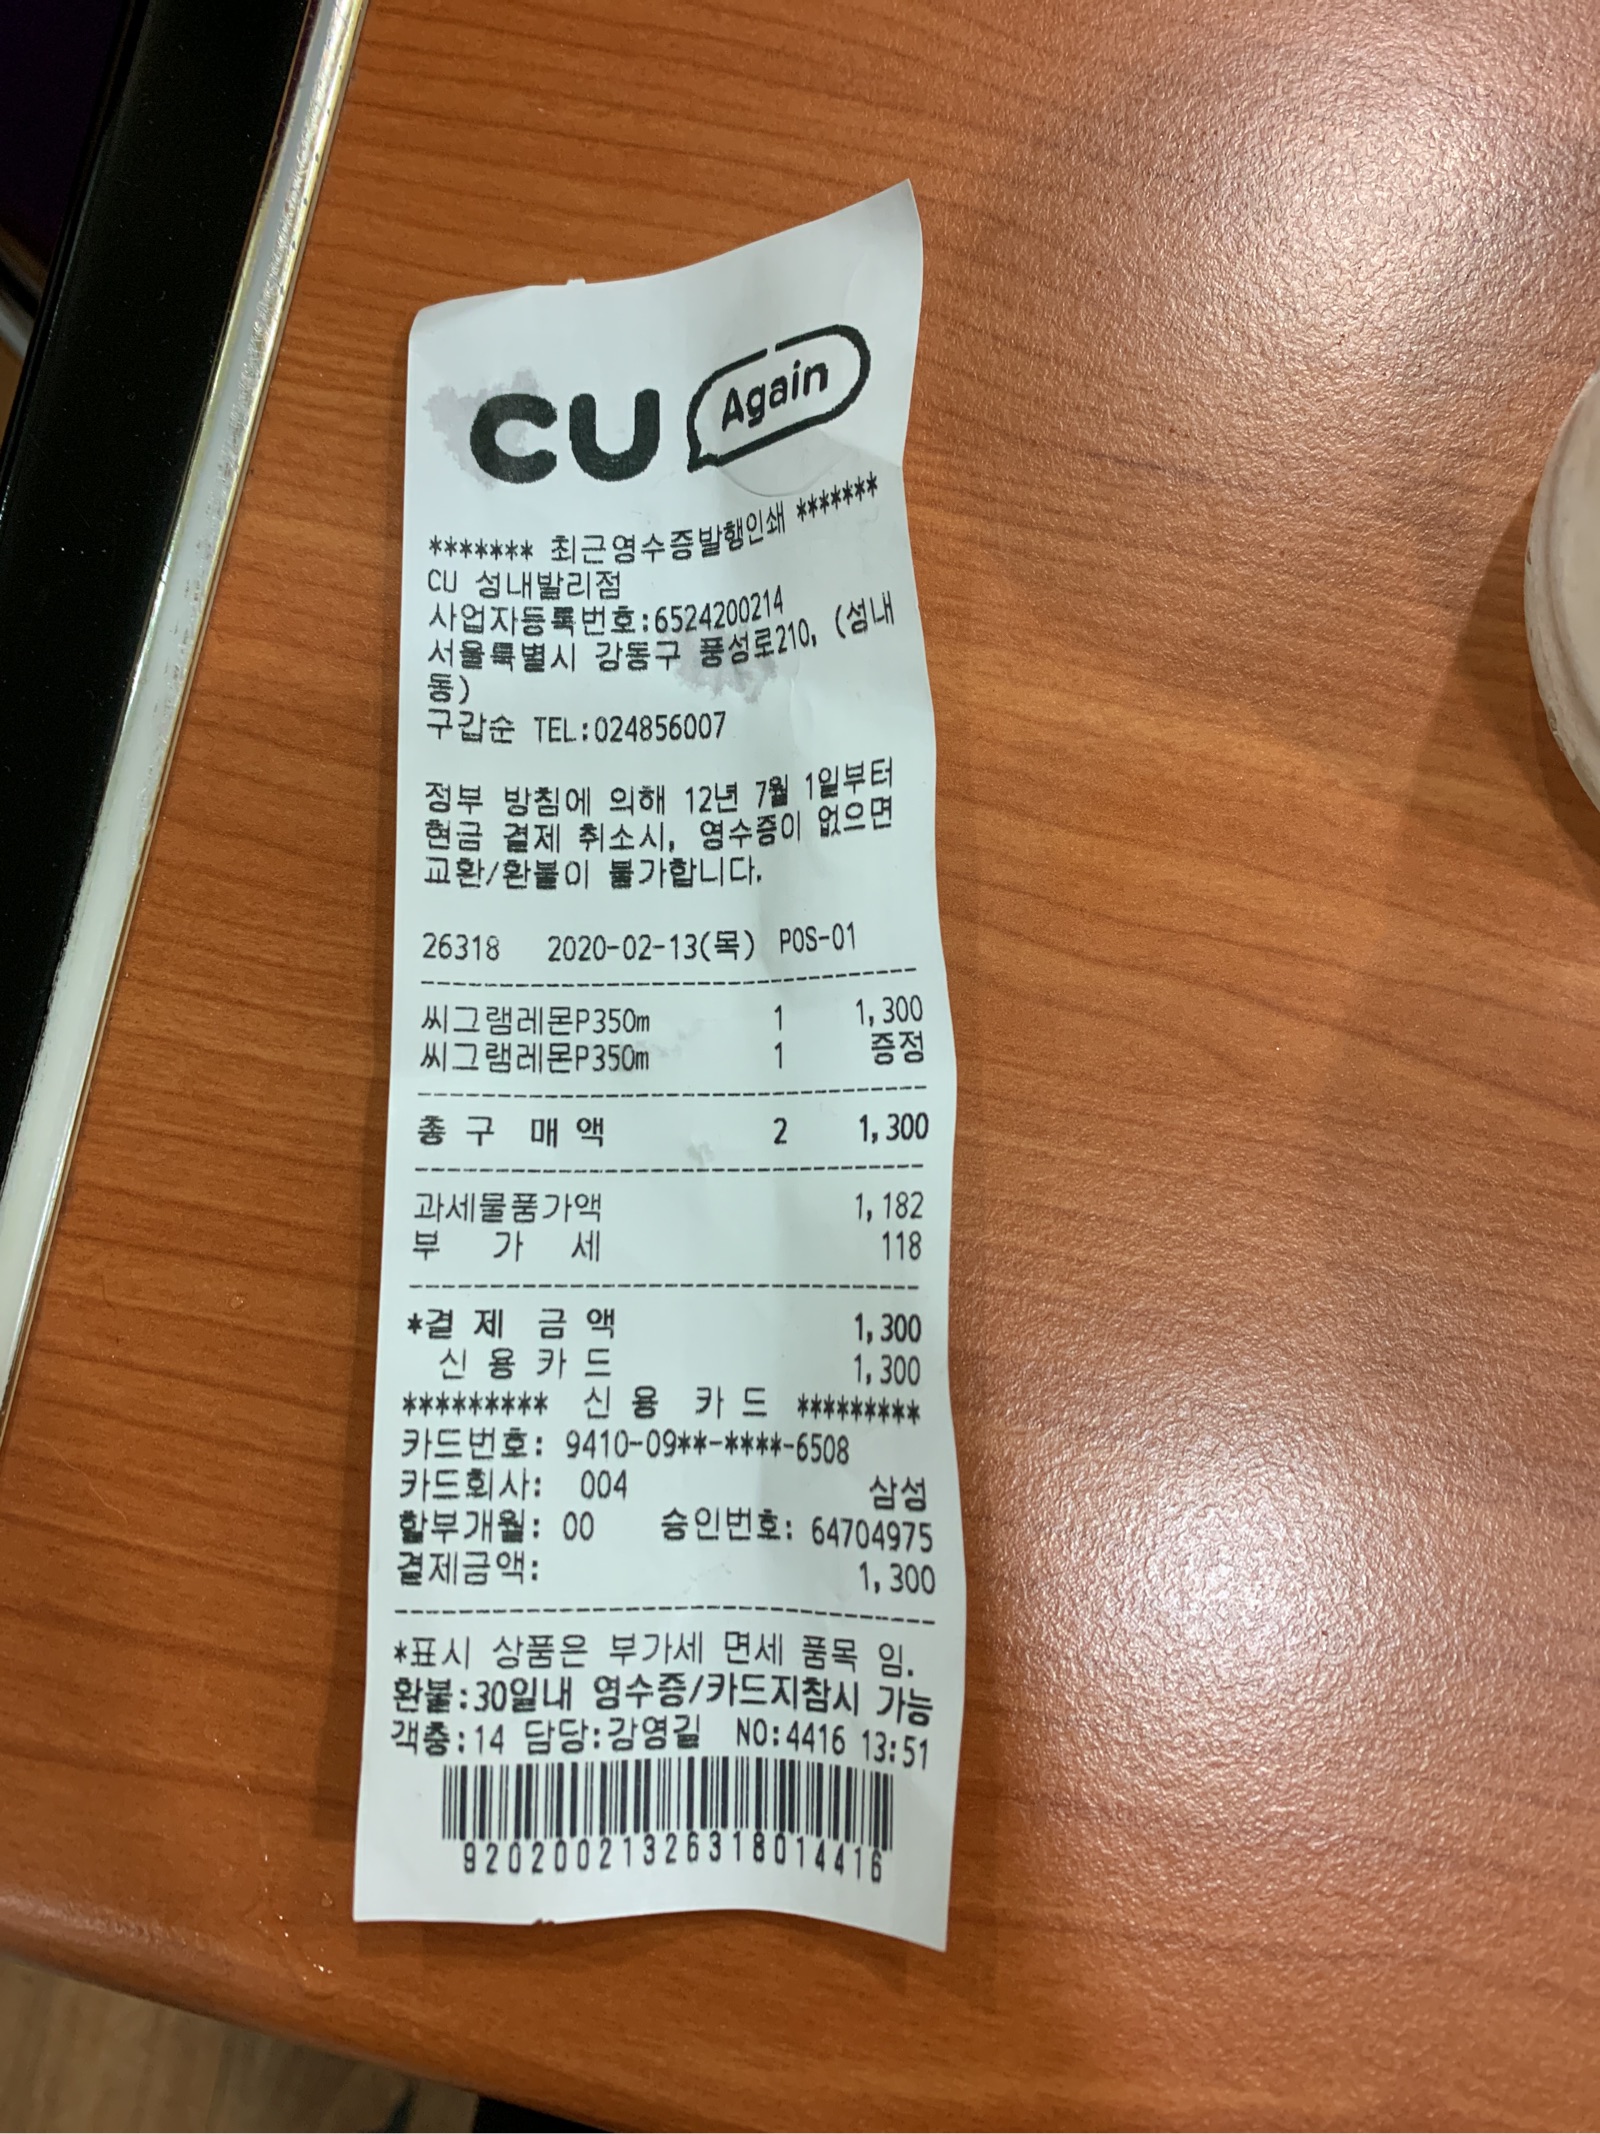 CU Again
******* 최근영수증발행인쇄 *******
CU 성내발리점
사업자등록번호:6524200214
서울특별시 강동구 풍성로210, (성내
동)
구갑순 TEL:024856007
정부 방침에 의해 12년 7월 1일부터
현금 결제 취소시, 영수증이 없으면
교환/환불이 불가합니다.
26318 2020-02-13(목) POS-01
씨그램레몬P350m 1 1,300
씨그램레몬P350m 1 증정
총 구 매 액 2 1,300
과세물품가액 1,182
부 가 세 118
*결 제 금 액 1,300
신 용 카 드 1,300
********* 신 용 카 드 *********
카드번호: 9410-09**-****-6508
카드회사: 004 삼성
할부개월: 00 승인번호: 64704975
결제금액: 1,300
*표시 상품은 부가세 면세 품목 임.
환불:30일내 영수증/카드지참시 가능
객층:14 담당:강영길 NO:4416 13:51
9202002132631801​4416